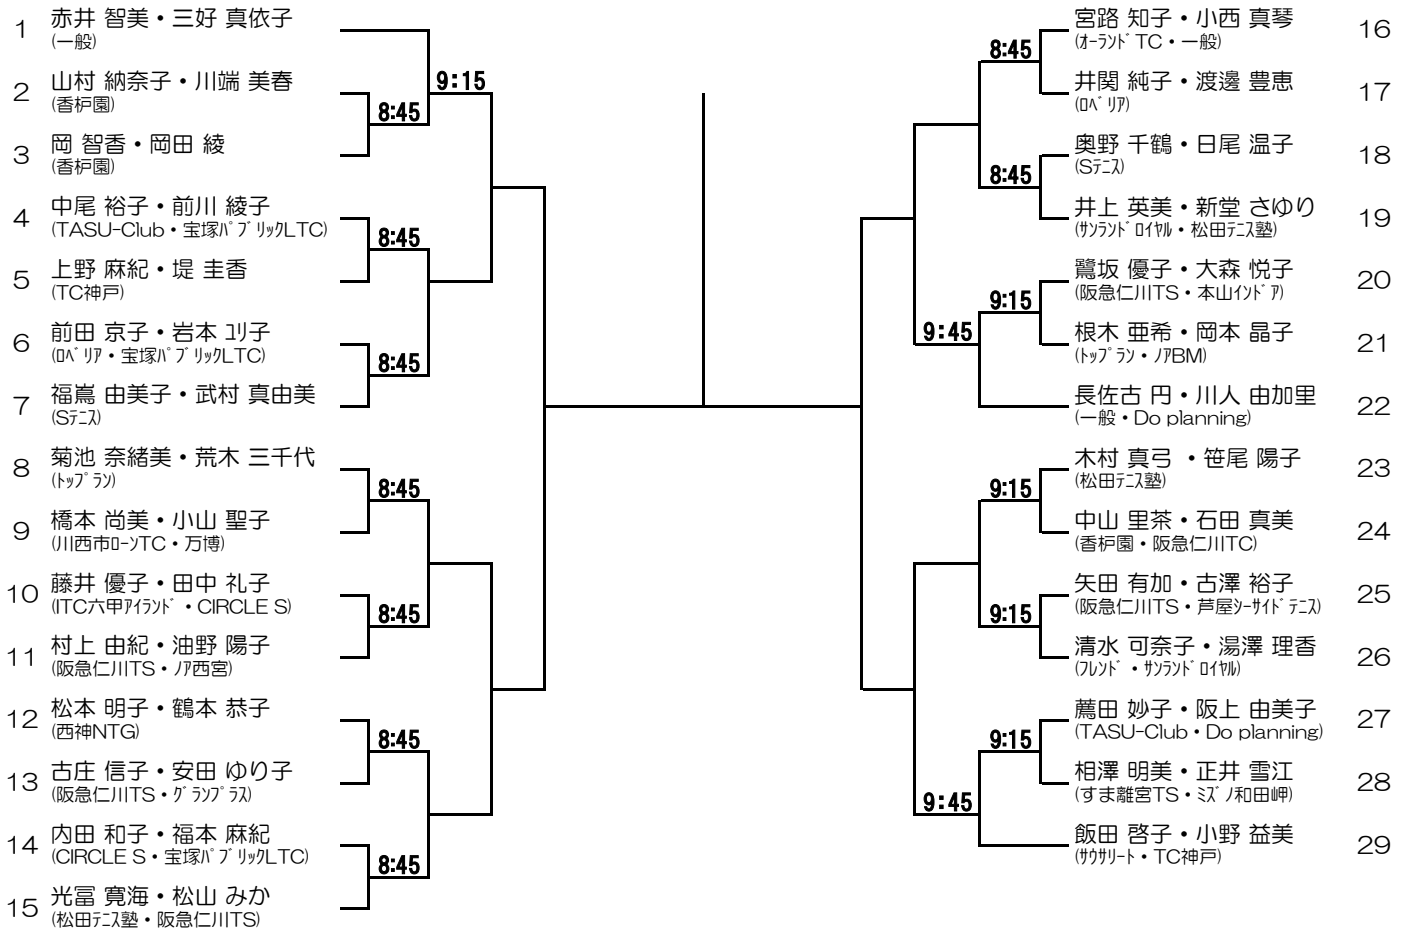 1 赤井 智美・三好 真依子
(一般)
2 山村 納奈子・川端 美春
(香枦園)
3 岡 智香・岡田 綾
(香枦園)
4 中尾 裕子・前川 綾子
(TASU-Club・宝塚ﾊﾟﾌﾞﾘｯｸLTC)
5 上野 麻紀・堤 圭香
(TC神戸)
6 前田 京子・岩本 ﾕﾘ子
(ﾛﾍﾞﾘｱ・宝塚ﾊﾟﾌﾞﾘｯｸLTC)
7 福嶌 由美子・武村 真由美
(Sﾃﾆｽ)
8 菊池 奈緒美・荒木 三千代
(ﾄｯﾌﾟﾗﾝ)
9 橋本 尚美・小山 聖子
(川西市ﾛｰﾝTC・万博)
10 藤井 優子・田中 礼子
(ITC六甲ｱｲﾗﾝﾄﾞ・CIRCLE S)
11 村上 由紀・油野 陽子
(阪急仁川TS・ﾉｱ西宮)
12 松本 明子・鶴本 恭子
(西神NTG)
13 古庄 信子・安田 ゆり子
(阪急仁川TS・ｸﾞﾗﾝﾌﾟﾗｽ)
14 内田 和子・福本 麻紀
(CIRCLE S・宝塚ﾊﾟﾌﾞﾘｯｸLTC)
15 光冨 寛海・松山 みか
(松田ﾃﾆｽ塾・阪急仁川TS)
9:15
8:45
8:45
8:45
8:45
8:45
8:45
8:45
8:45
8:45
9:15
9:45
9:15
9:15
9:15
9:45
宮路 知子・小西 真琴 16
(ｵｰﾗﾝﾄﾞTC・一般)
井関 純子・渡邊 豊恵 17
(ﾛﾍﾞﾘｱ)
奥野 千鶴・日尾 温子 18
(Sﾃﾆｽ)
井上 英美・新堂 さゆり 19
(ｻﾝﾗﾝﾄﾞﾛｲﾔﾙ・松田ﾃﾆｽ塾)
鷺坂 優子・大森 悦子 20
(阪急仁川TS・本山ｲﾝﾄﾞｱ)
根木 亜希・岡本 晶子 21
(ﾄｯﾌﾟﾗﾝ・ﾉｱBM)
長佐古 円・川人 由加里 22
(一般・Do planning)
木村 真弓 ・笹尾 陽子 23
(松田ﾃﾆｽ塾)
中山 里茶・石田 真美 24
(香枦園・阪急仁川TC)
矢田 有加・古澤 裕子 25
(阪急仁川TS・芦屋ｼｰｻｲﾄﾞﾃﾆｽ)
清水 可奈子・湯澤 理香 26
(ﾌﾚﾝﾄﾞ・ｻﾝﾗﾝﾄﾞﾛｲﾔﾙ)
薦田 妙子・阪上 由美子 27
(TASU-Club・Do planning)
相澤 明美・正井 雪江 28
(すま離宮TS・ﾐｽﾞﾉ和田岬)
飯田 啓子・小野 益美 29
(ｻｳｻﾘｰﾄ・TC神戸)